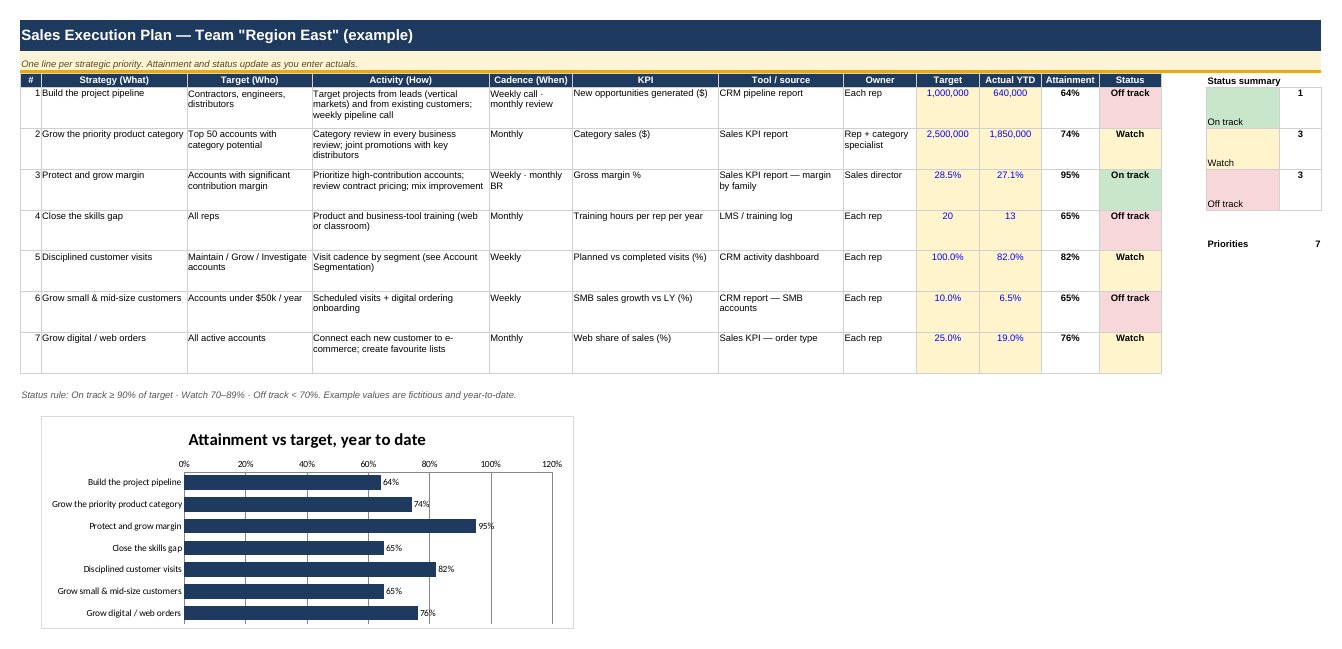 Sales Execution Plan — Team "Region East" (example)
One line per strategic priority. Attainment and status update as you enter actuals.
# Strategy (What) Target (Who) Activity (How) Cadence (When) KPI Tool / source Owner Target Actual YTD Attainment Status
1 Build the project pipeline Contractors, engineers, distributors Target projects from leads (vertical markets) and from existing customers; weekly pipeline call Weekly call · monthly review New opportunities generated ($) CRM pipeline report Each rep 1,000,000 640,000 64% Off track
2 Grow the priority product category Top 50 accounts with category potential Category review in every business review; joint promotions with key distributors Monthly Category sales ($) Sales KPI report Rep + category specialist 2,500,000 1,850,000 74% Watch
3 Protect and grow margin Accounts with significant contribution margin Prioritize high-contribution accounts; review contract pricing; mix improvement Weekly · monthly BR Gross margin % Sales KPI report — margin by family Sales director 28.5% 27.1% 95% On track
4 Close the skills gap All reps Product and business-tool training (web or classroom) Monthly Training hours per rep per year LMS / training log Each rep 20 13 65% Off track
5 Disciplined customer visits Maintain / Grow / Investigate accounts Visit cadence by segment (see Account Segmentation) Weekly Planned vs completed visits (%) CRM activity dashboard Each rep 100.0% 82.0% 82% Watch
6 Grow small & mid-size customers Accounts under $50k / year Scheduled visits + digital ordering onboarding Weekly SMB sales growth vs LY (%) CRM report — SMB accounts Each rep 10.0% 6.5% 65% Off track
7 Grow digital / web orders All active accounts Connect each new customer to e-commerce; create favourite lists Monthly Web share of sales (%) Sales KPI — order type Each rep 25.0% 19.0% 76% Watch
Status summary
On track 1
Watch 3
Off track 3
Priorities 7
Status rule: On track ≥ 90% of target · Watch 70–89% · Off track < 70%. Example values are fictitious and year-to-date.
Attainment vs target, year to date
0% 20% 40% 60% 80% 100% 120%
Build the project pipeline 64%
Grow the priority product category 74%
Protect and grow margin 95%
Close the skills gap 65%
Disciplined customer visits 82%
Grow small & mid-size customers 65%
Grow digital / web orders 76%